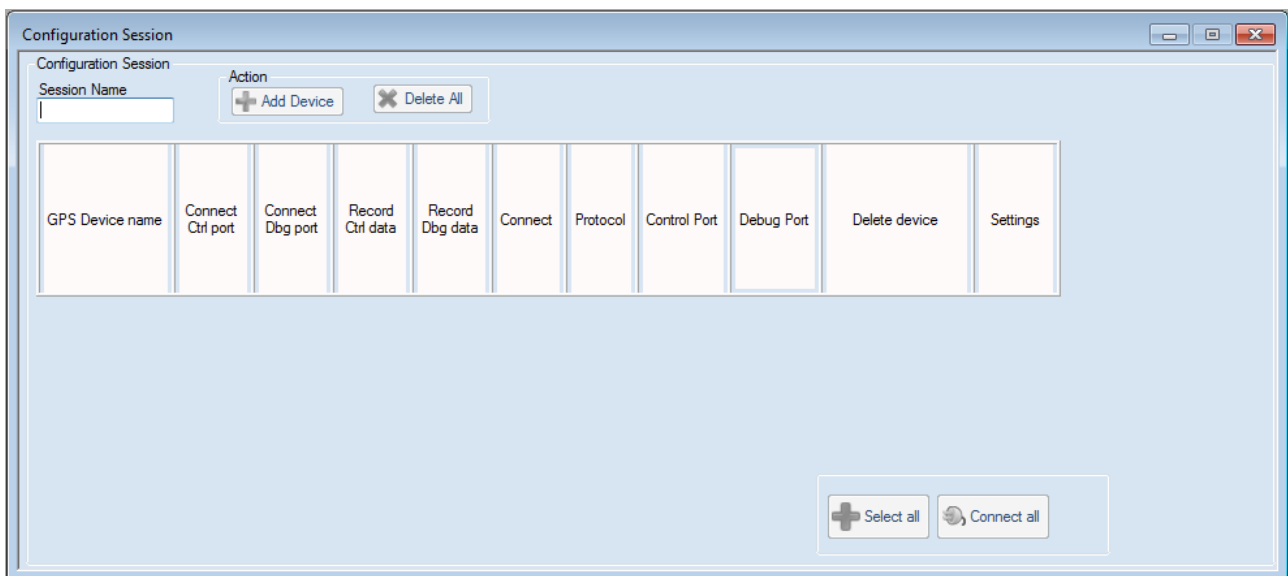 Configuration Session
Configuration Session
Session Name
Action
Add Device
Delete All
GPS Device name
Connect
Ctrl port
Connect
Dbg port
Record
Ctrl data
Record
Dbg data
Connect
Protocol
Control Port
Debug Port
Delete device
Settings
Select all
Connect all